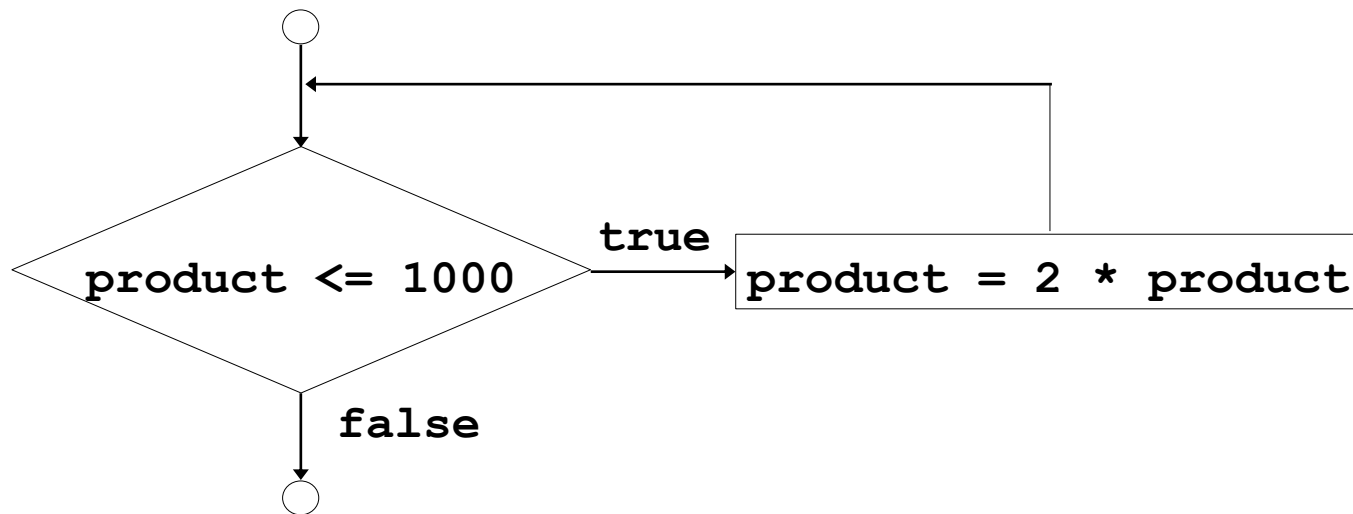 true
product <= 1000
product = 2 * product
false